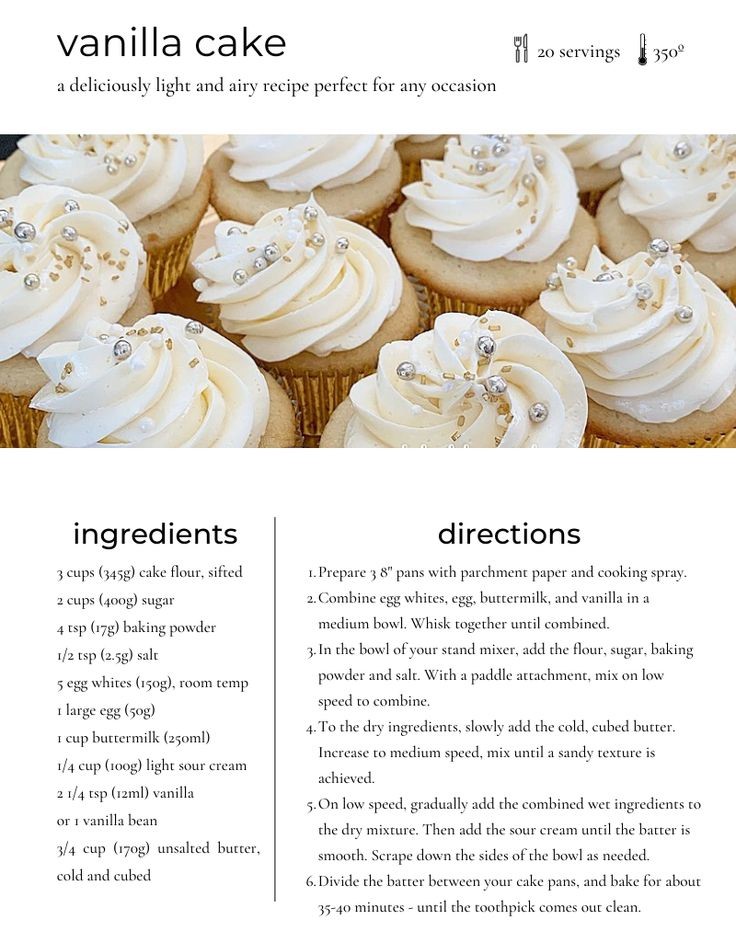 vanilla cake
20 servings
350º
a deliciously light and airy recipe perfect for any occasion
ingredients
3 cups (345g) cake flour, sifted
2 cups (400g) sugar
4 tsp (17g) baking powder
1/2 tsp (2.5g) salt
5 egg whites (150g), room temp
1 large egg (50g)
1 cup buttermilk (250ml)
1/4 cup (100g) light sour cream
2 1/4 tsp (12ml) vanilla
or 1 vanilla bean
3/4 cup (170g) unsalted butter,
cold and cubed
directions
1. Prepare 3 8" pans with parchment paper and cooking spray.
2. Combine egg whites, egg, buttermilk, and vanilla in a
medium bowl. Whisk together until combined.
3. In the bowl of your stand mixer, add the flour, sugar, baking
powder and salt. With a paddle attachment, mix on low
speed to combine.
4. To the dry ingredients, slowly add the cold, cubed butter.
Increase to medium speed, mix until a sandy texture is
achieved.
5. On low speed, gradually add the combined wet ingredients to
the dry mixture. Then add the sour cream until the batter is
smooth. Scrape down the sides of the bowl as needed.
6. Divide the batter between your cake pans, and bake for about
35-40 minutes - until the toothpick comes out clean.